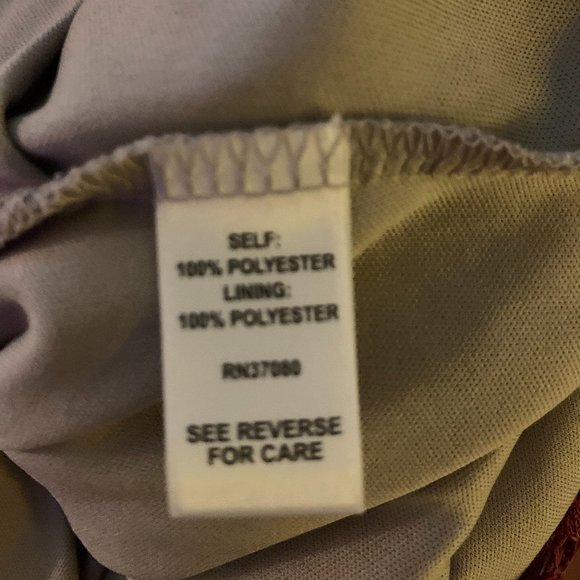 SELF:
100% POLYESTER
LINING:
100% POLYESTER
RN37080
SEE REVERSE
FOR CARE